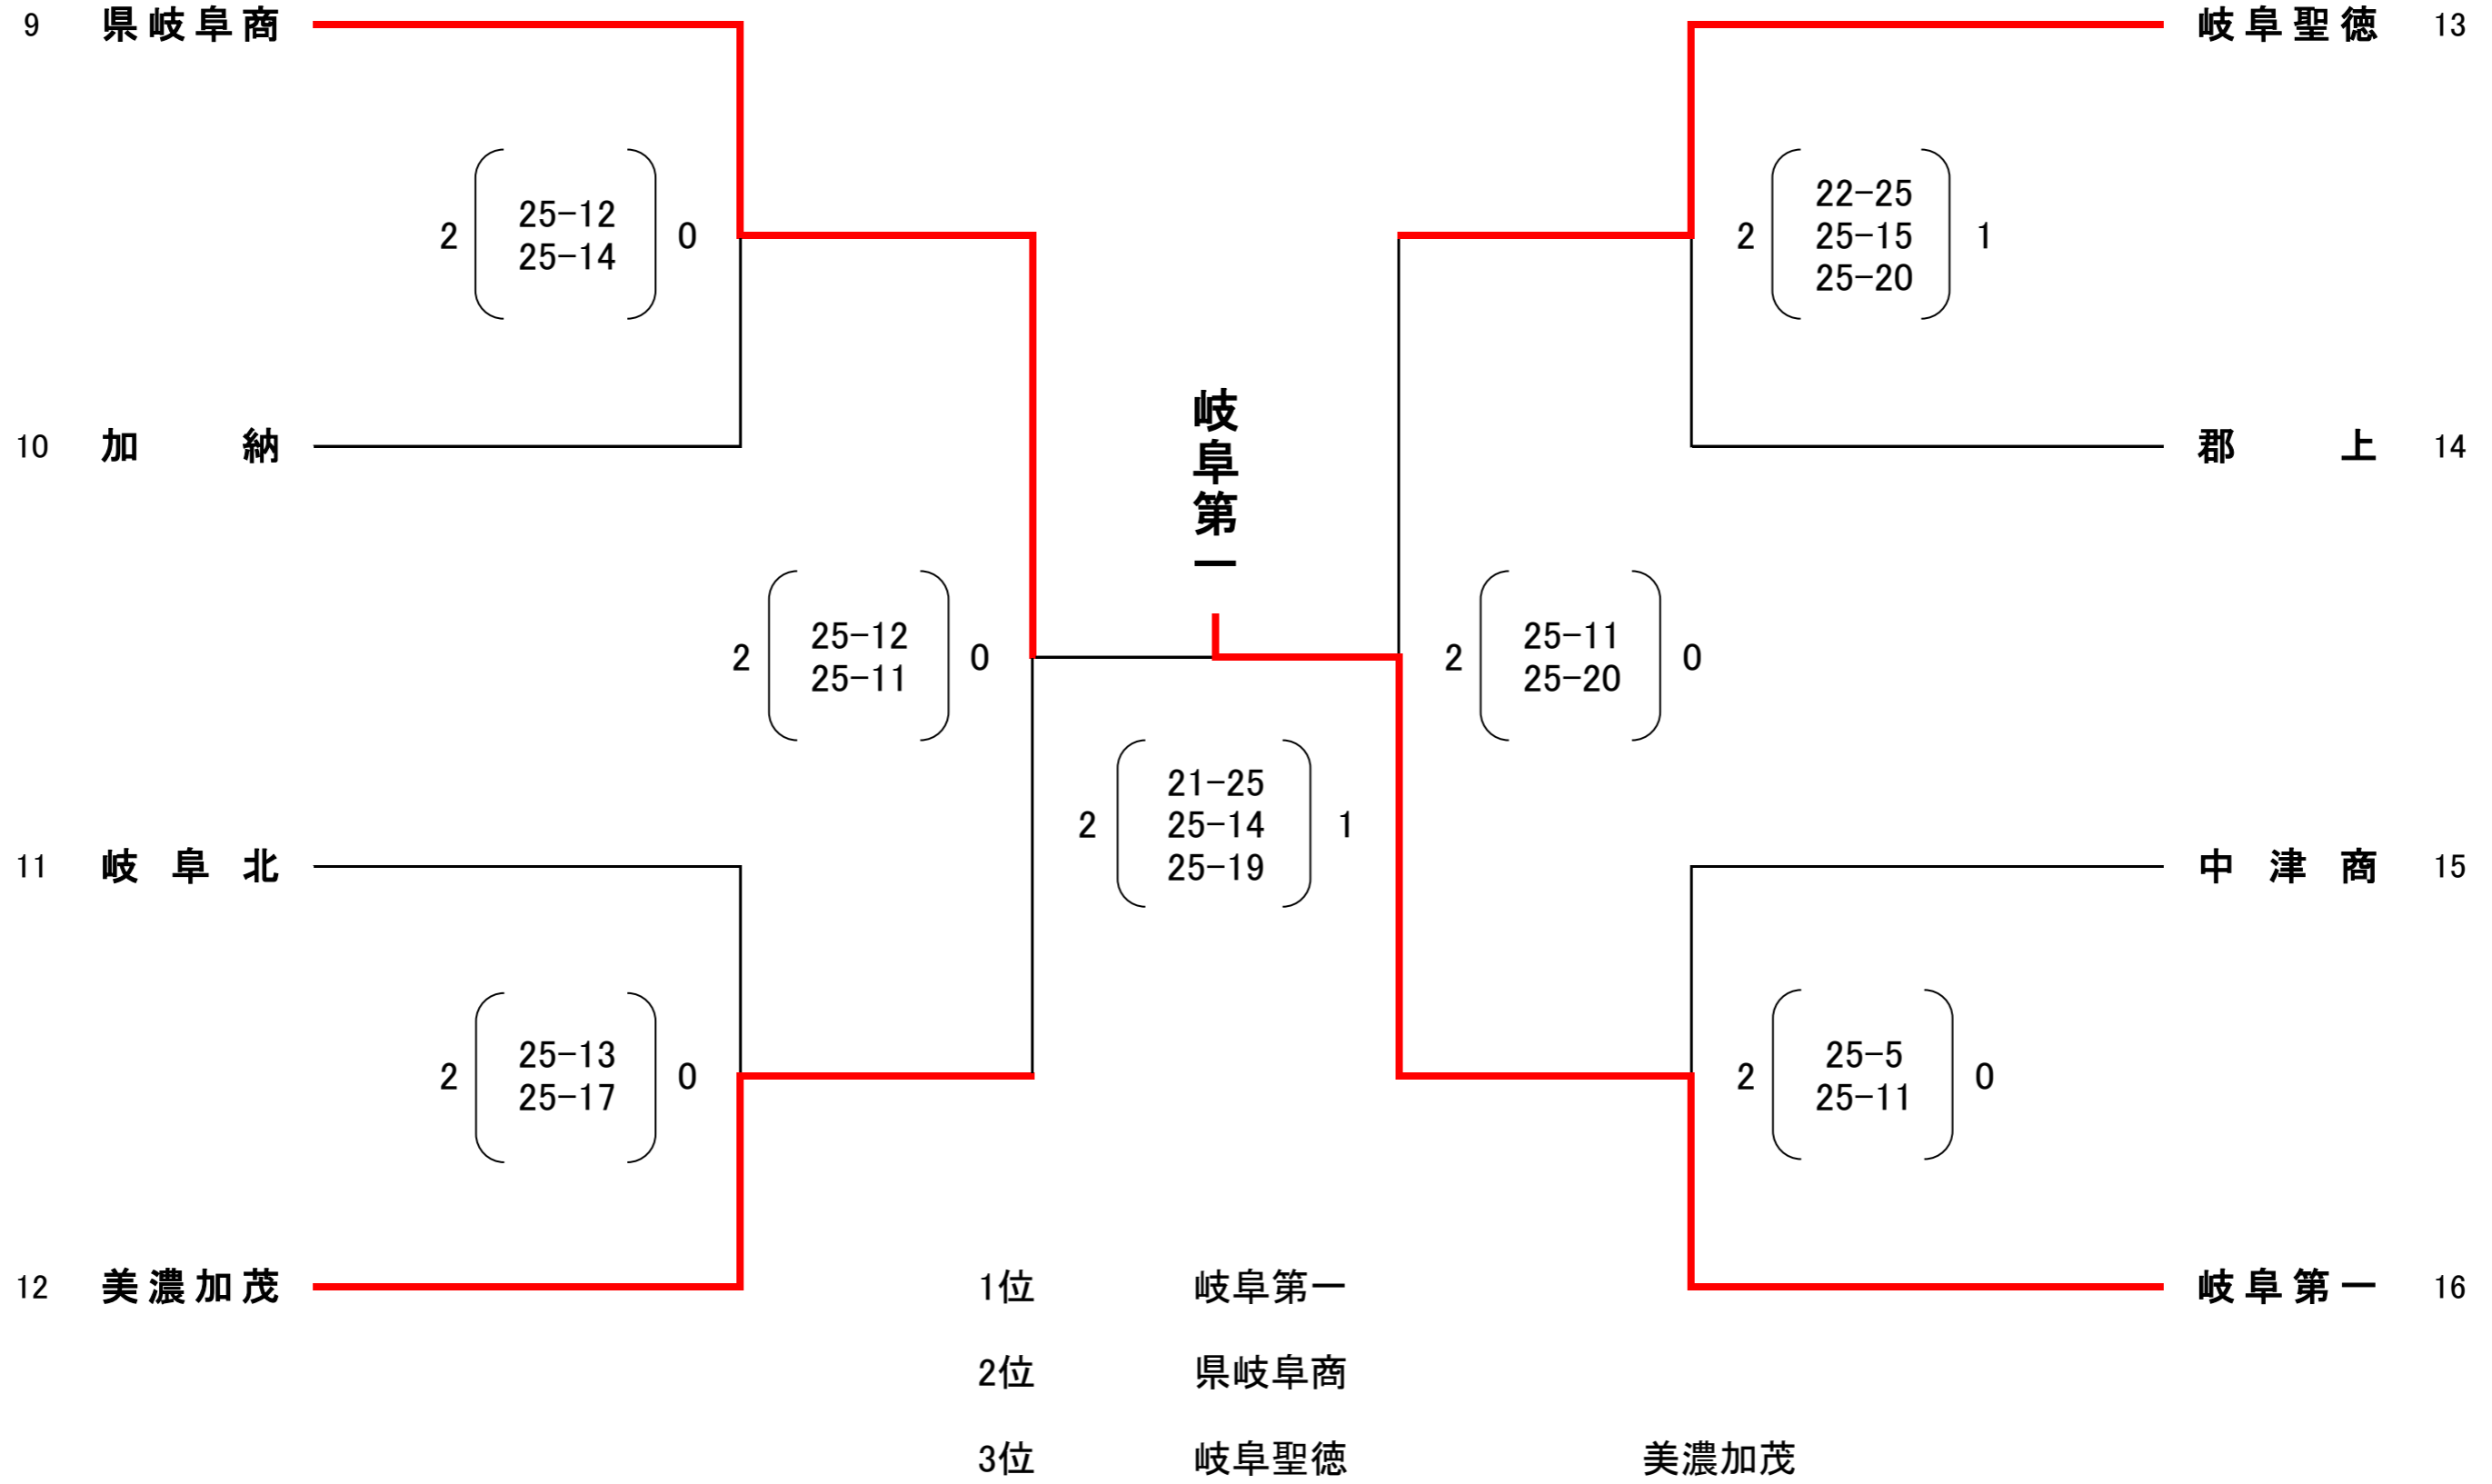 9 県岐阜商
岐阜聖徳 13
2 25-12 0
25-14
22-25
2 25-15 1
25-20
10 加納
郡上 14
岐阜第一
2 25-12 0
25-11
2 25-11 0
25-20
21-25
2 25-14 1
25-19
11 岐阜北
中津商 15
2 25-13 0
25-17
2 25-5 0
25-11
12 美濃加茂
岐阜第一 16
1位 岐阜第一
2位 県岐阜商
3位 岐阜聖徳 美濃加茂